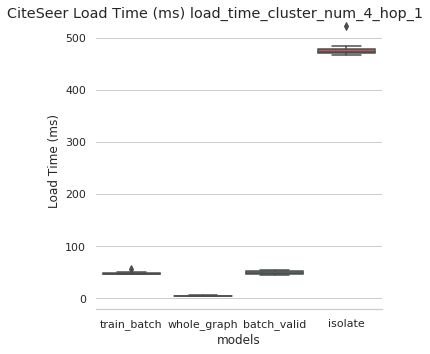 CiteSeer Load Time (ms) load_time_cluster_num_4_hop_1
500
400
300
200
100
0
Load Time (ms)
train_batch whole_graph batch_valid isolate
models